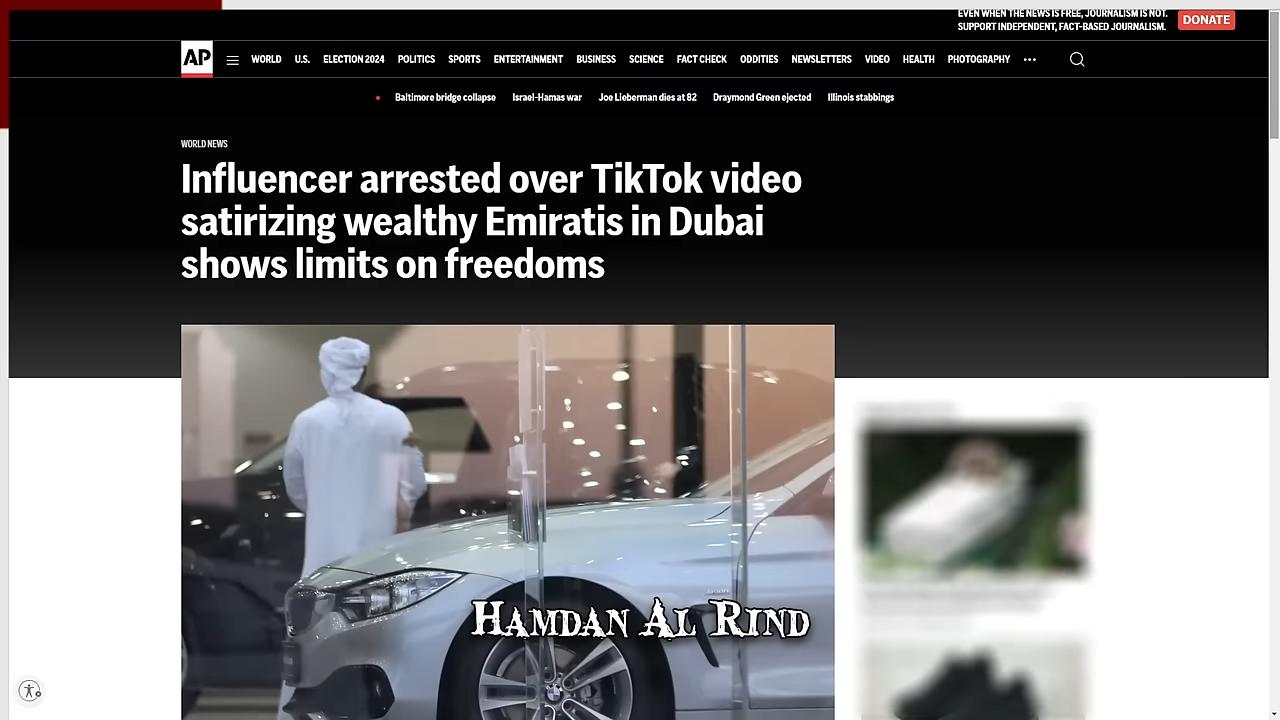 EVEN WHEN THE NEWS IS FREE, JOURNALISM IS NOT.
SUPPORT INDEPENDENT, FACT-BASED JOURNALISM.
DONATE
AP
WORLD U.S. ELECTION 2024 POLITICS SPORTS ENTERTAINMENT BUSINESS SCIENCE FACT CHECK ODDITIES NEWSLETTERS VIDEO HEALTH PHOTOGRAPHY
Baltimore bridge collapse Israel-Hamas war Joe Lieberman dies at 82 Draymond Green ejected Illinois stabbings
WORLD NEWS
Influencer arrested over TikTok video
satirizing wealthy Emiratis in Dubai
shows limits on freedoms
HAMDAN AL RIND